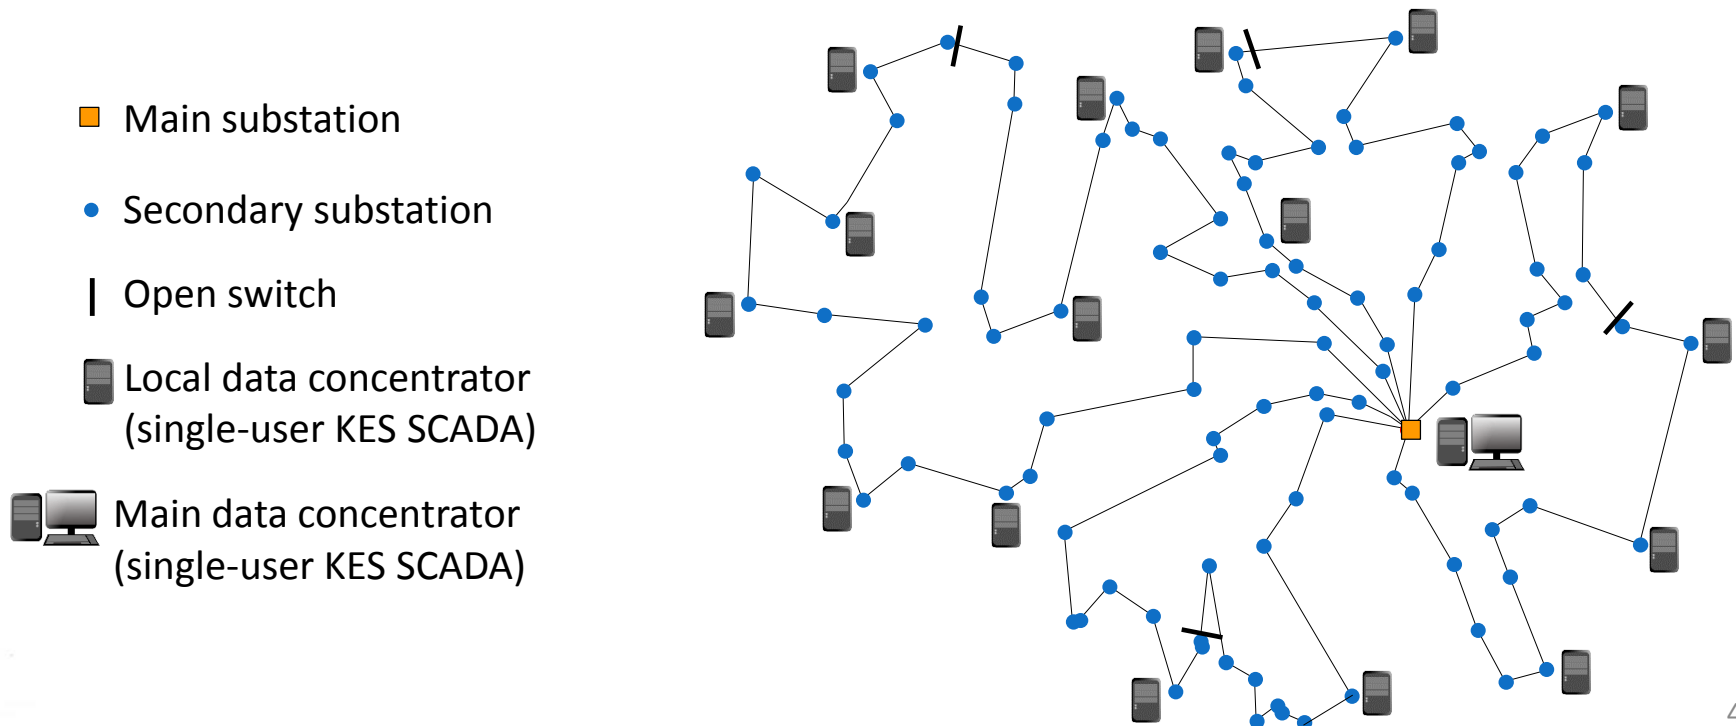 Main substation
Secondary substation
Open switch
Local data concentrator
(single-user KES SCADA)
Main data concentrator
(single-user KES SCADA)